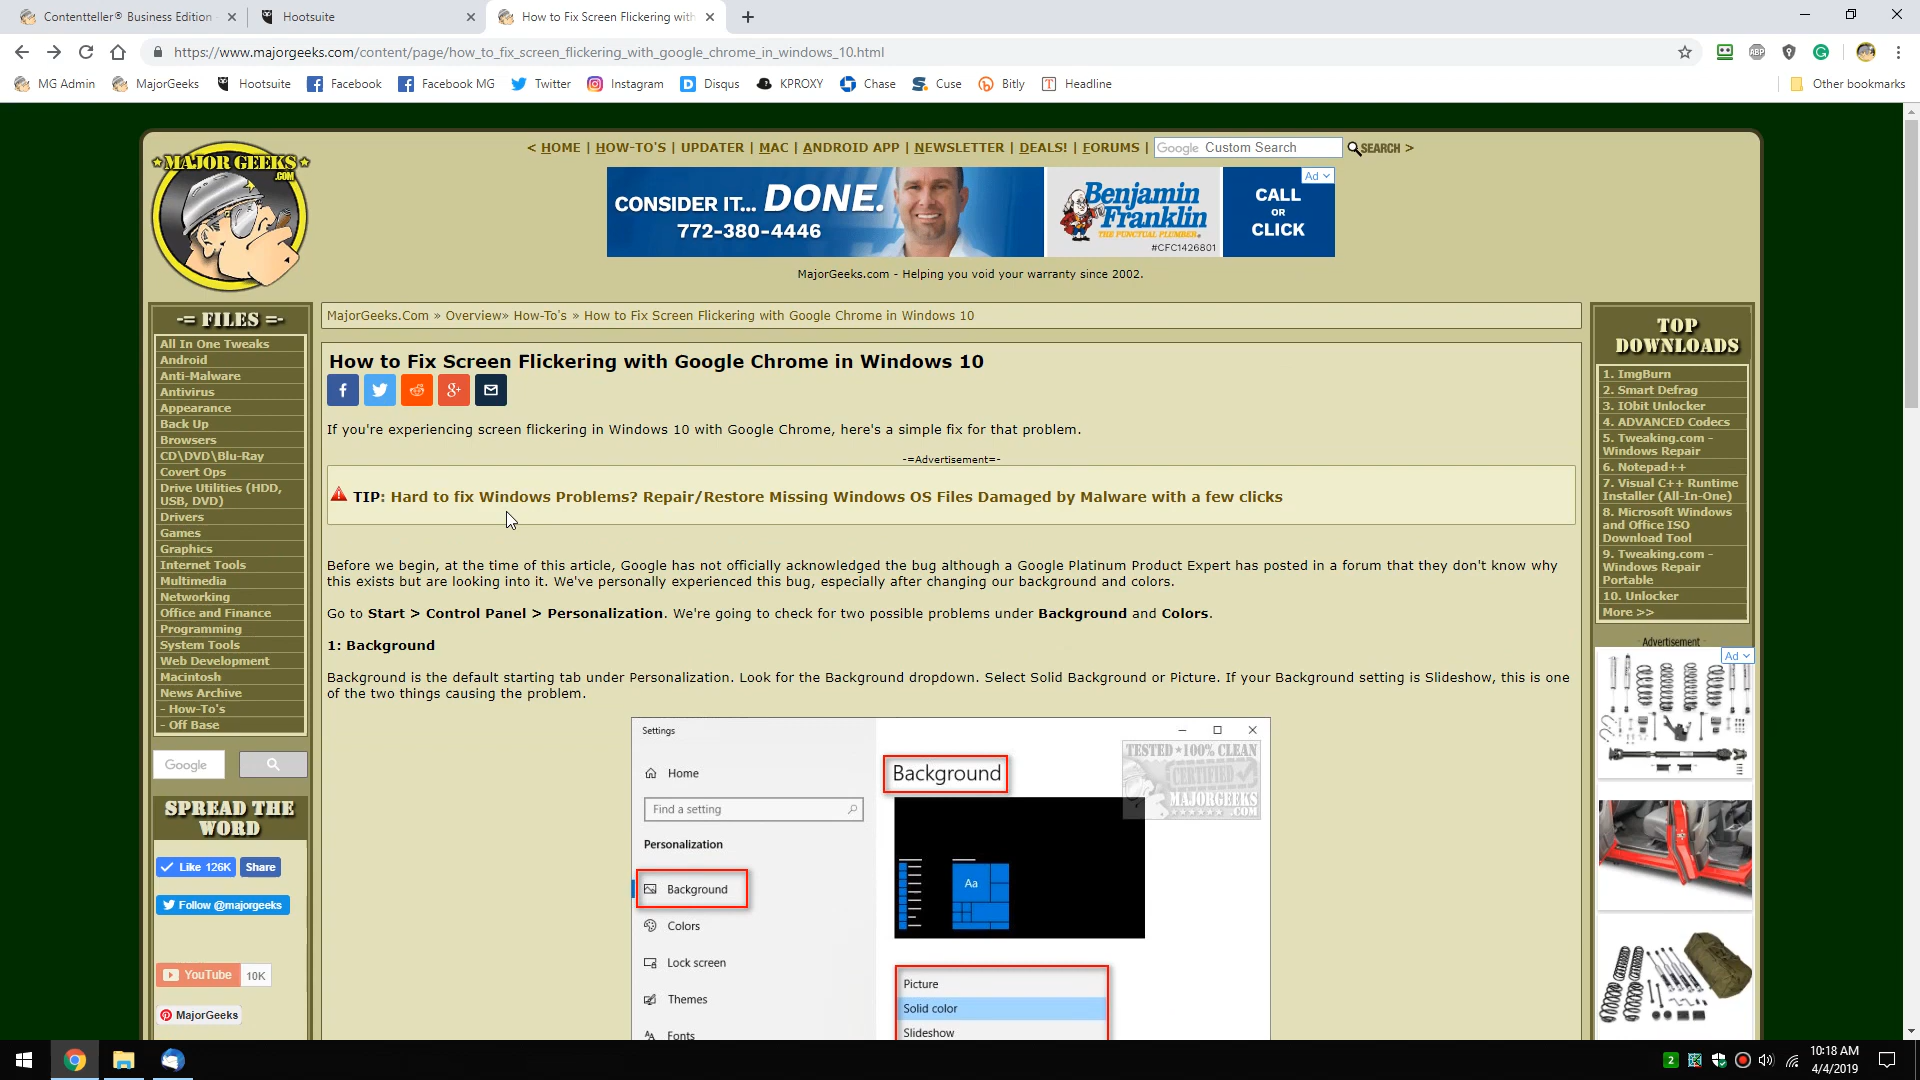 Contentteller® Business Edition
Hootsuite
How to Fix Screen Flickering with
https://www.majorgeeks.com/content/page/how_to_fix_screen_flickering_with_google_chrome_in_windows_10.html
ABP
MG Admin
MajorGeeks
Hootsuite
Facebook
Facebook MG
Twitter
Instagram
Disqus
KPROXY
Chase
Cuse
Bitly
Headline
Other bookmarks
MAJOR GEEKS
.COM
< HOME | HOW-TO'S | UPDATER | MAC | ANDROID APP | NEWSLETTER | DEALS! | FORUMS | Google Custom Search SEARCH >
CONSIDER IT... DONE.
772-380-4446
Benjamin
Franklin
THE PUNCTUAL PLUMBER.
#CFC1426801
Ad
CALL
OR
CLICK
MajorGeeks.com - Helping you void your warranty since 2002.
-= FILES =-
All In One Tweaks
Android
Anti-Malware
Antivirus
Appearance
Back Up
Browsers
CD\DVD\Blu-Ray
Covert Ops
Drive Utilities (HDD,
USB, DVD)
Drivers
Games
Graphics
Internet Tools
Multimedia
Networking
Office and Finance
Programming
System Tools
Web Development
Macintosh
News Archive
- How-To's
- Off Base
Google
SPREAD THE
WORD
Like 126K Share
Follow @majorgeeks
YouTube 10K
MajorGeeks
MajorGeeks.Com » Overview» How-To's » How to Fix Screen Flickering with Google Chrome in Windows 10
How to Fix Screen Flickering with Google Chrome in Windows 10
If you're experiencing screen flickering in Windows 10 with Google Chrome, here's a simple fix for that problem.
-=Advertisement=-
TIP: Hard to fix Windows Problems? Repair/Restore Missing Windows OS Files Damaged by Malware with a few clicks
Before we begin, at the time of this article, Google has not officially acknowledged the bug although a Google Platinum Product Expert has posted in a forum that they don't know why
this exists but are looking into it. We've personally experienced this bug, especially after changing our background and colors.
Go to Start > Control Panel > Personalization. We're going to check for two possible problems under Background and Colors.
1: Background
Background is the default starting tab under Personalization. Look for the Background dropdown. Select Solid Background or Picture. If your Background setting is Slideshow, this is one
of the two things causing the problem.
Settings
Home
Find a setting
Personalization
Background
Colors
Lock screen
Themes
Fonts
Background
TESTED ★ 100% CLEAN
CERTIFIED
MAJORGEEKS
.COM
Aa
Picture
Solid color
Slideshow
TOP
DOWNLOADS
1. ImgBurn
2. Smart Defrag
3. IObit Unlocker
4. ADVANCED Codecs
5. Tweaking.com -
Windows Repair
6. Notepad++
7. Visual C++ Runtime
Installer (All-In-One)
8. Microsoft Windows
and Office ISO
Download Tool
9. Tweaking.com -
Windows Repair
Portable
10. Unlocker
More >>
Advertisement
Ad
2
10:18 AM
4/4/2019